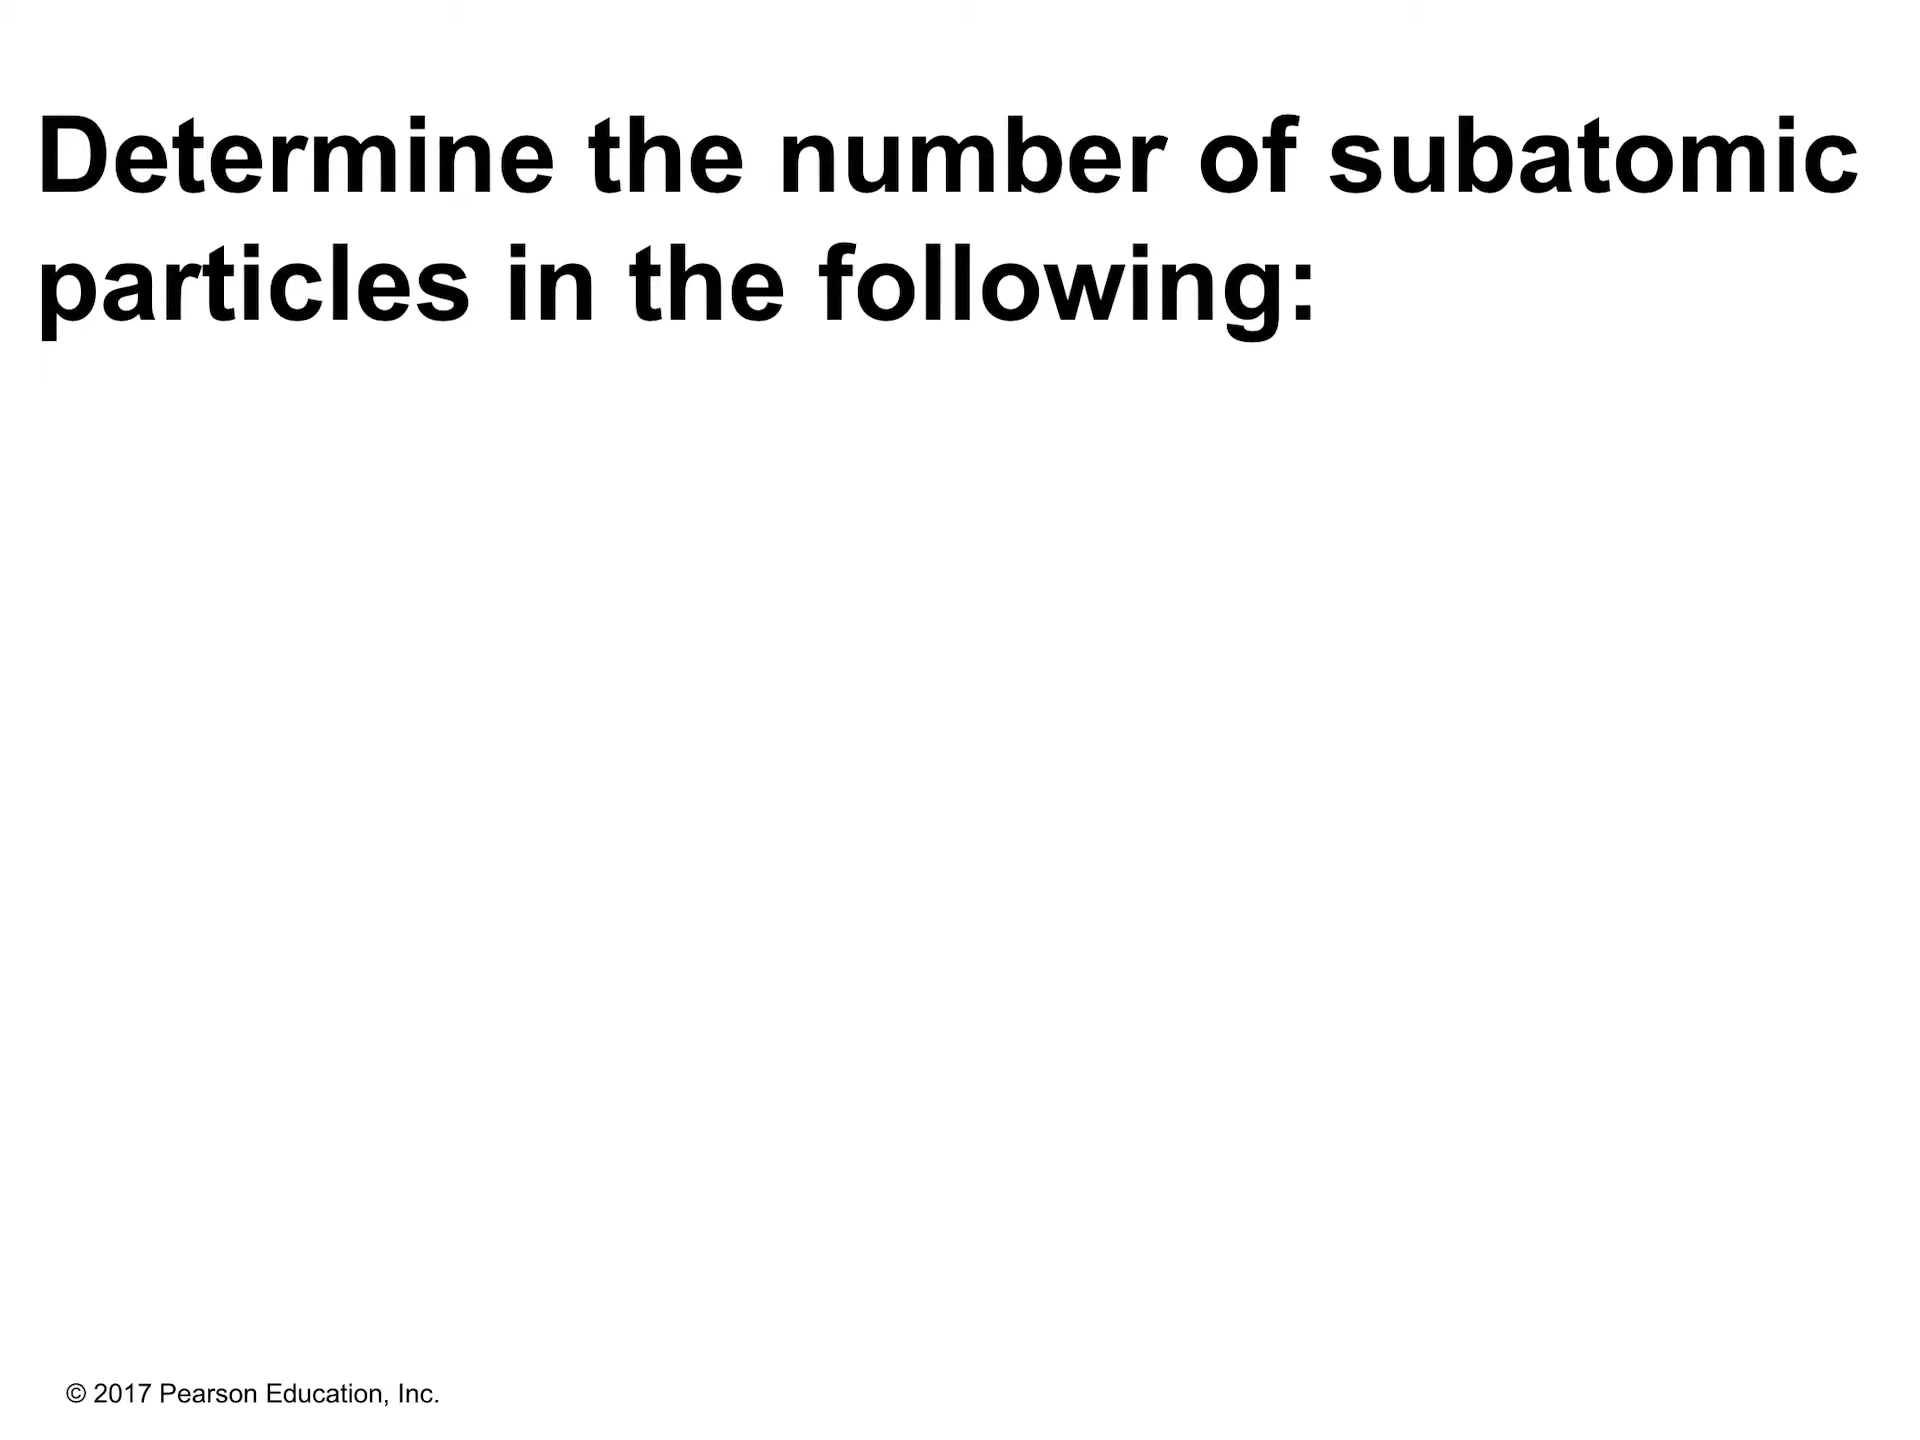 Determine the number of subatomic
particles in the following:
© 2017 Pearson Education, Inc.